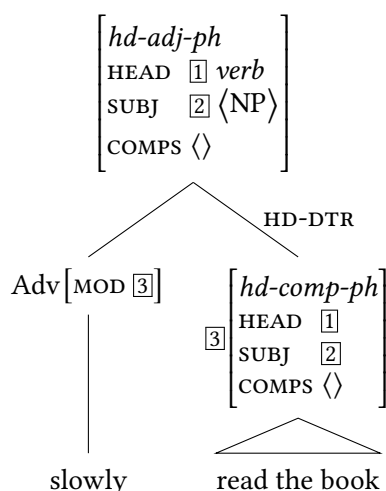 hd-adj-ph
HEAD 1 verb
SUBJ 2 ⟨NP⟩
COMPS ⟨⟩
HD-DTR
Adv[MOD 3]
3 hd-comp-ph
HEAD 1
SUBJ 2
COMPS ⟨⟩
slowly read the book